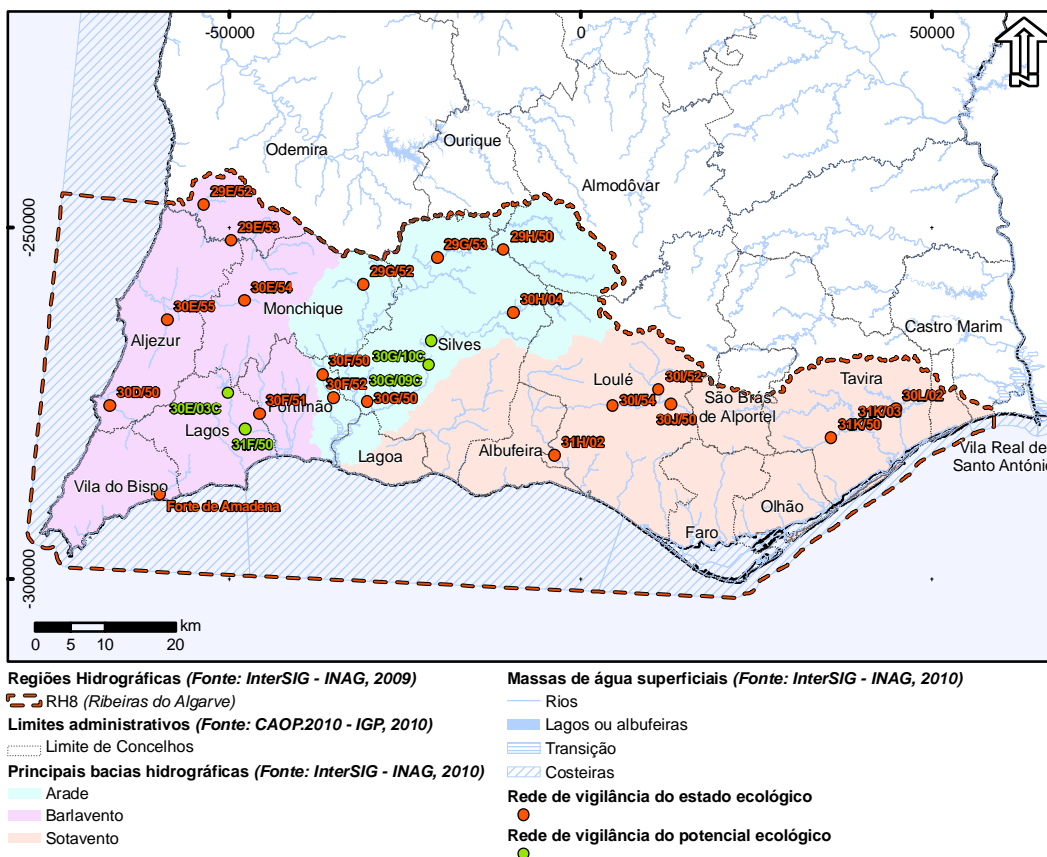 -50000
0
50000
N
Odemira
Ourique
Almodôvar
29E/52
-250000
29E/53
29H/50
29G/53
29G/52
30E/54
Monchique
30H/04
30E/55
Aljezur
Castro Marim
Silves
30G/10C
30F/50
30G/09C
30F/52
30G/50
Loulé
30I/52
Tavira
30L/02
30D/50
30E/03C
30F/51
Portimão
30I/54
30J/50
São Brás
de Alportel
31K/03
31K/50
Lagos
31F/50
Lagoa
Albufeira
31H/02
Vila Real de
Santo António
Vila do Bispo
Forte de Amadena
Olhão
Faro
-300000
km
0 5 10 20
Regiões Hidrográficas (Fonte: InterSIG - INAG, 2009)
RH8 (Ribeiras do Algarve)
Limites administrativos (Fonte: CAOP.2010 - IGP, 2010)
Limite de Concelhos
Principais bacias hidrográficas (Fonte: InterSIG - INAG, 2010)
Arade
Barlavento
Sotavento
Massas de água superficiais (Fonte: InterSIG - INAG, 2010)
Rios
Lagos ou albufeiras
Transição
Costeiras
Rede de vigilância do estado ecológico
Rede de vigilância do potencial ecológico